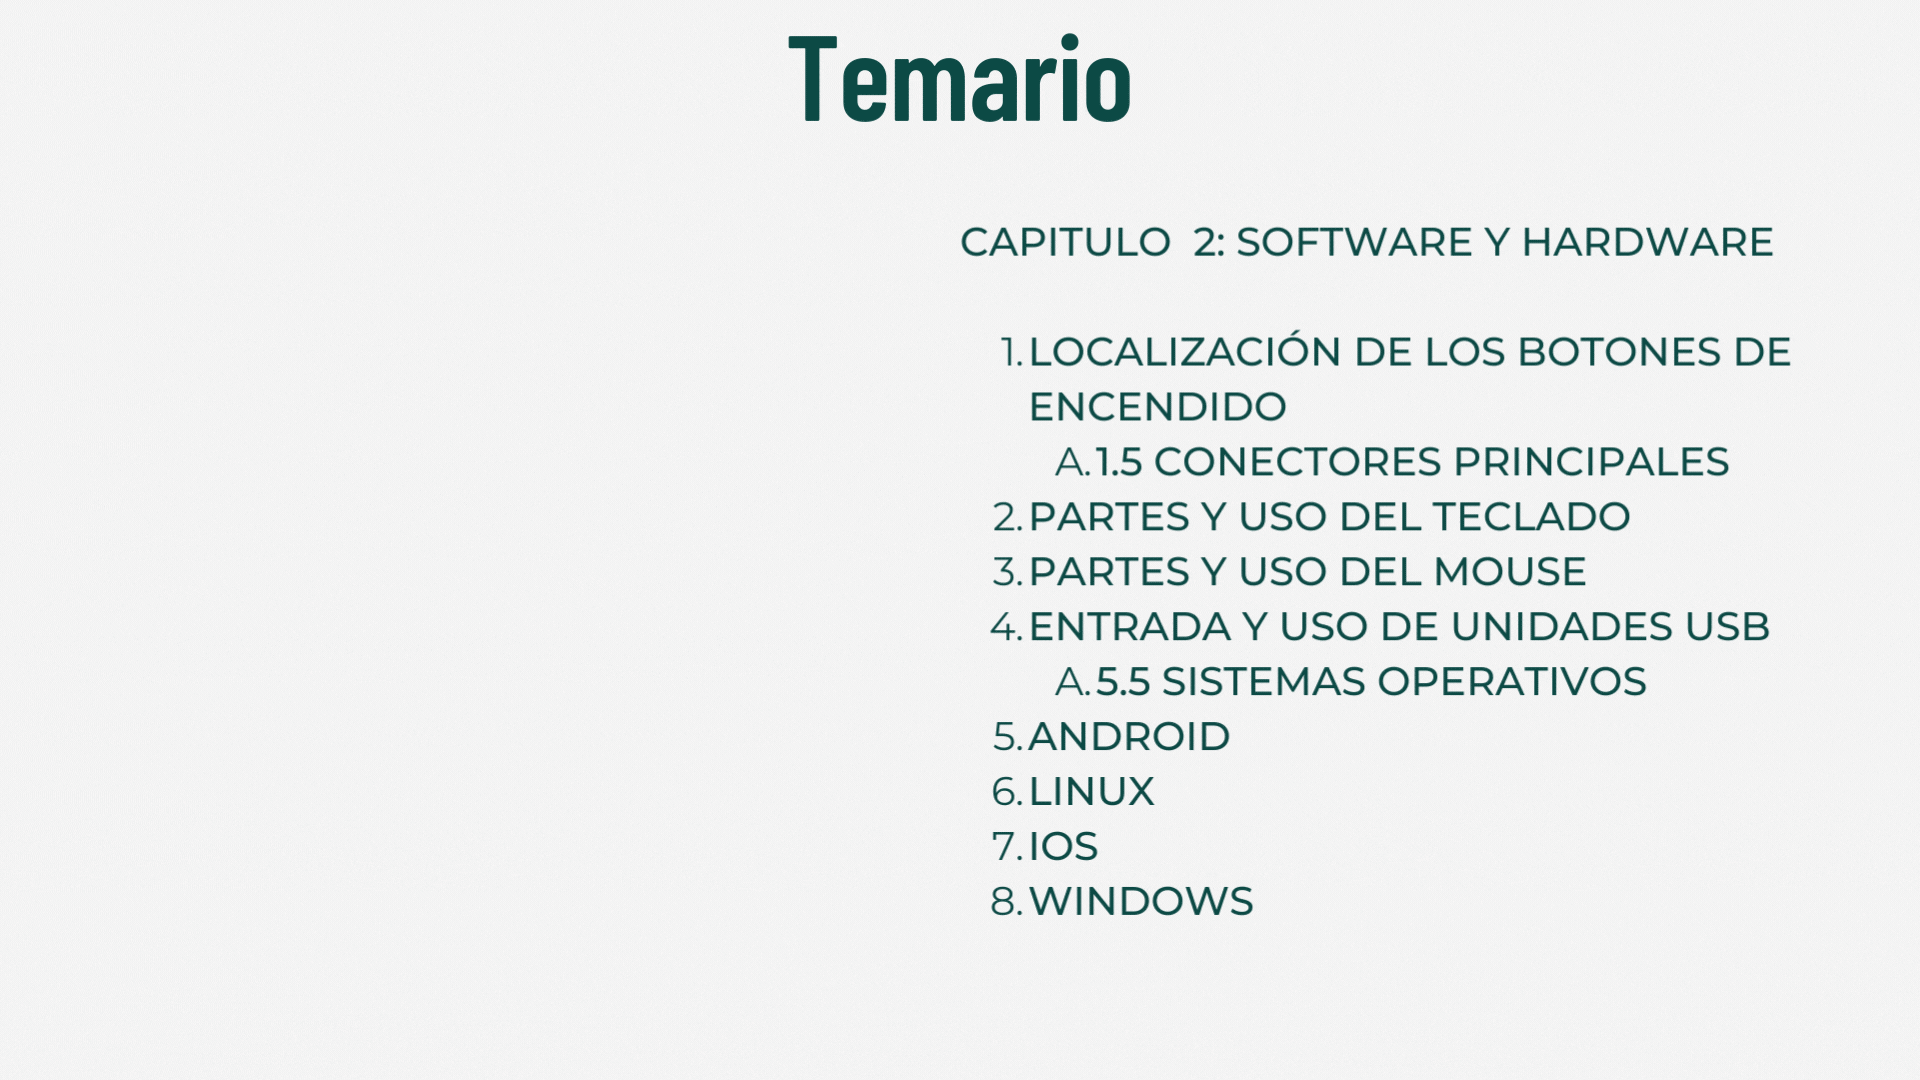 Temario
CAPITULO 2: SOFTWARE Y HARDWARE
1. LOCALIZACIÓN DE LOS BOTONES DE
ENCENDIDO
A. 1.5 CONECTORES PRINCIPALES
2. PARTES Y USO DEL TECLADO
3. PARTES Y USO DEL MOUSE
4. ENTRADA Y USO DE UNIDADES USB
A. 5.5 SISTEMAS OPERATIVOS
5. ANDROID
6. LINUX
7. IOS
8. WINDOWS